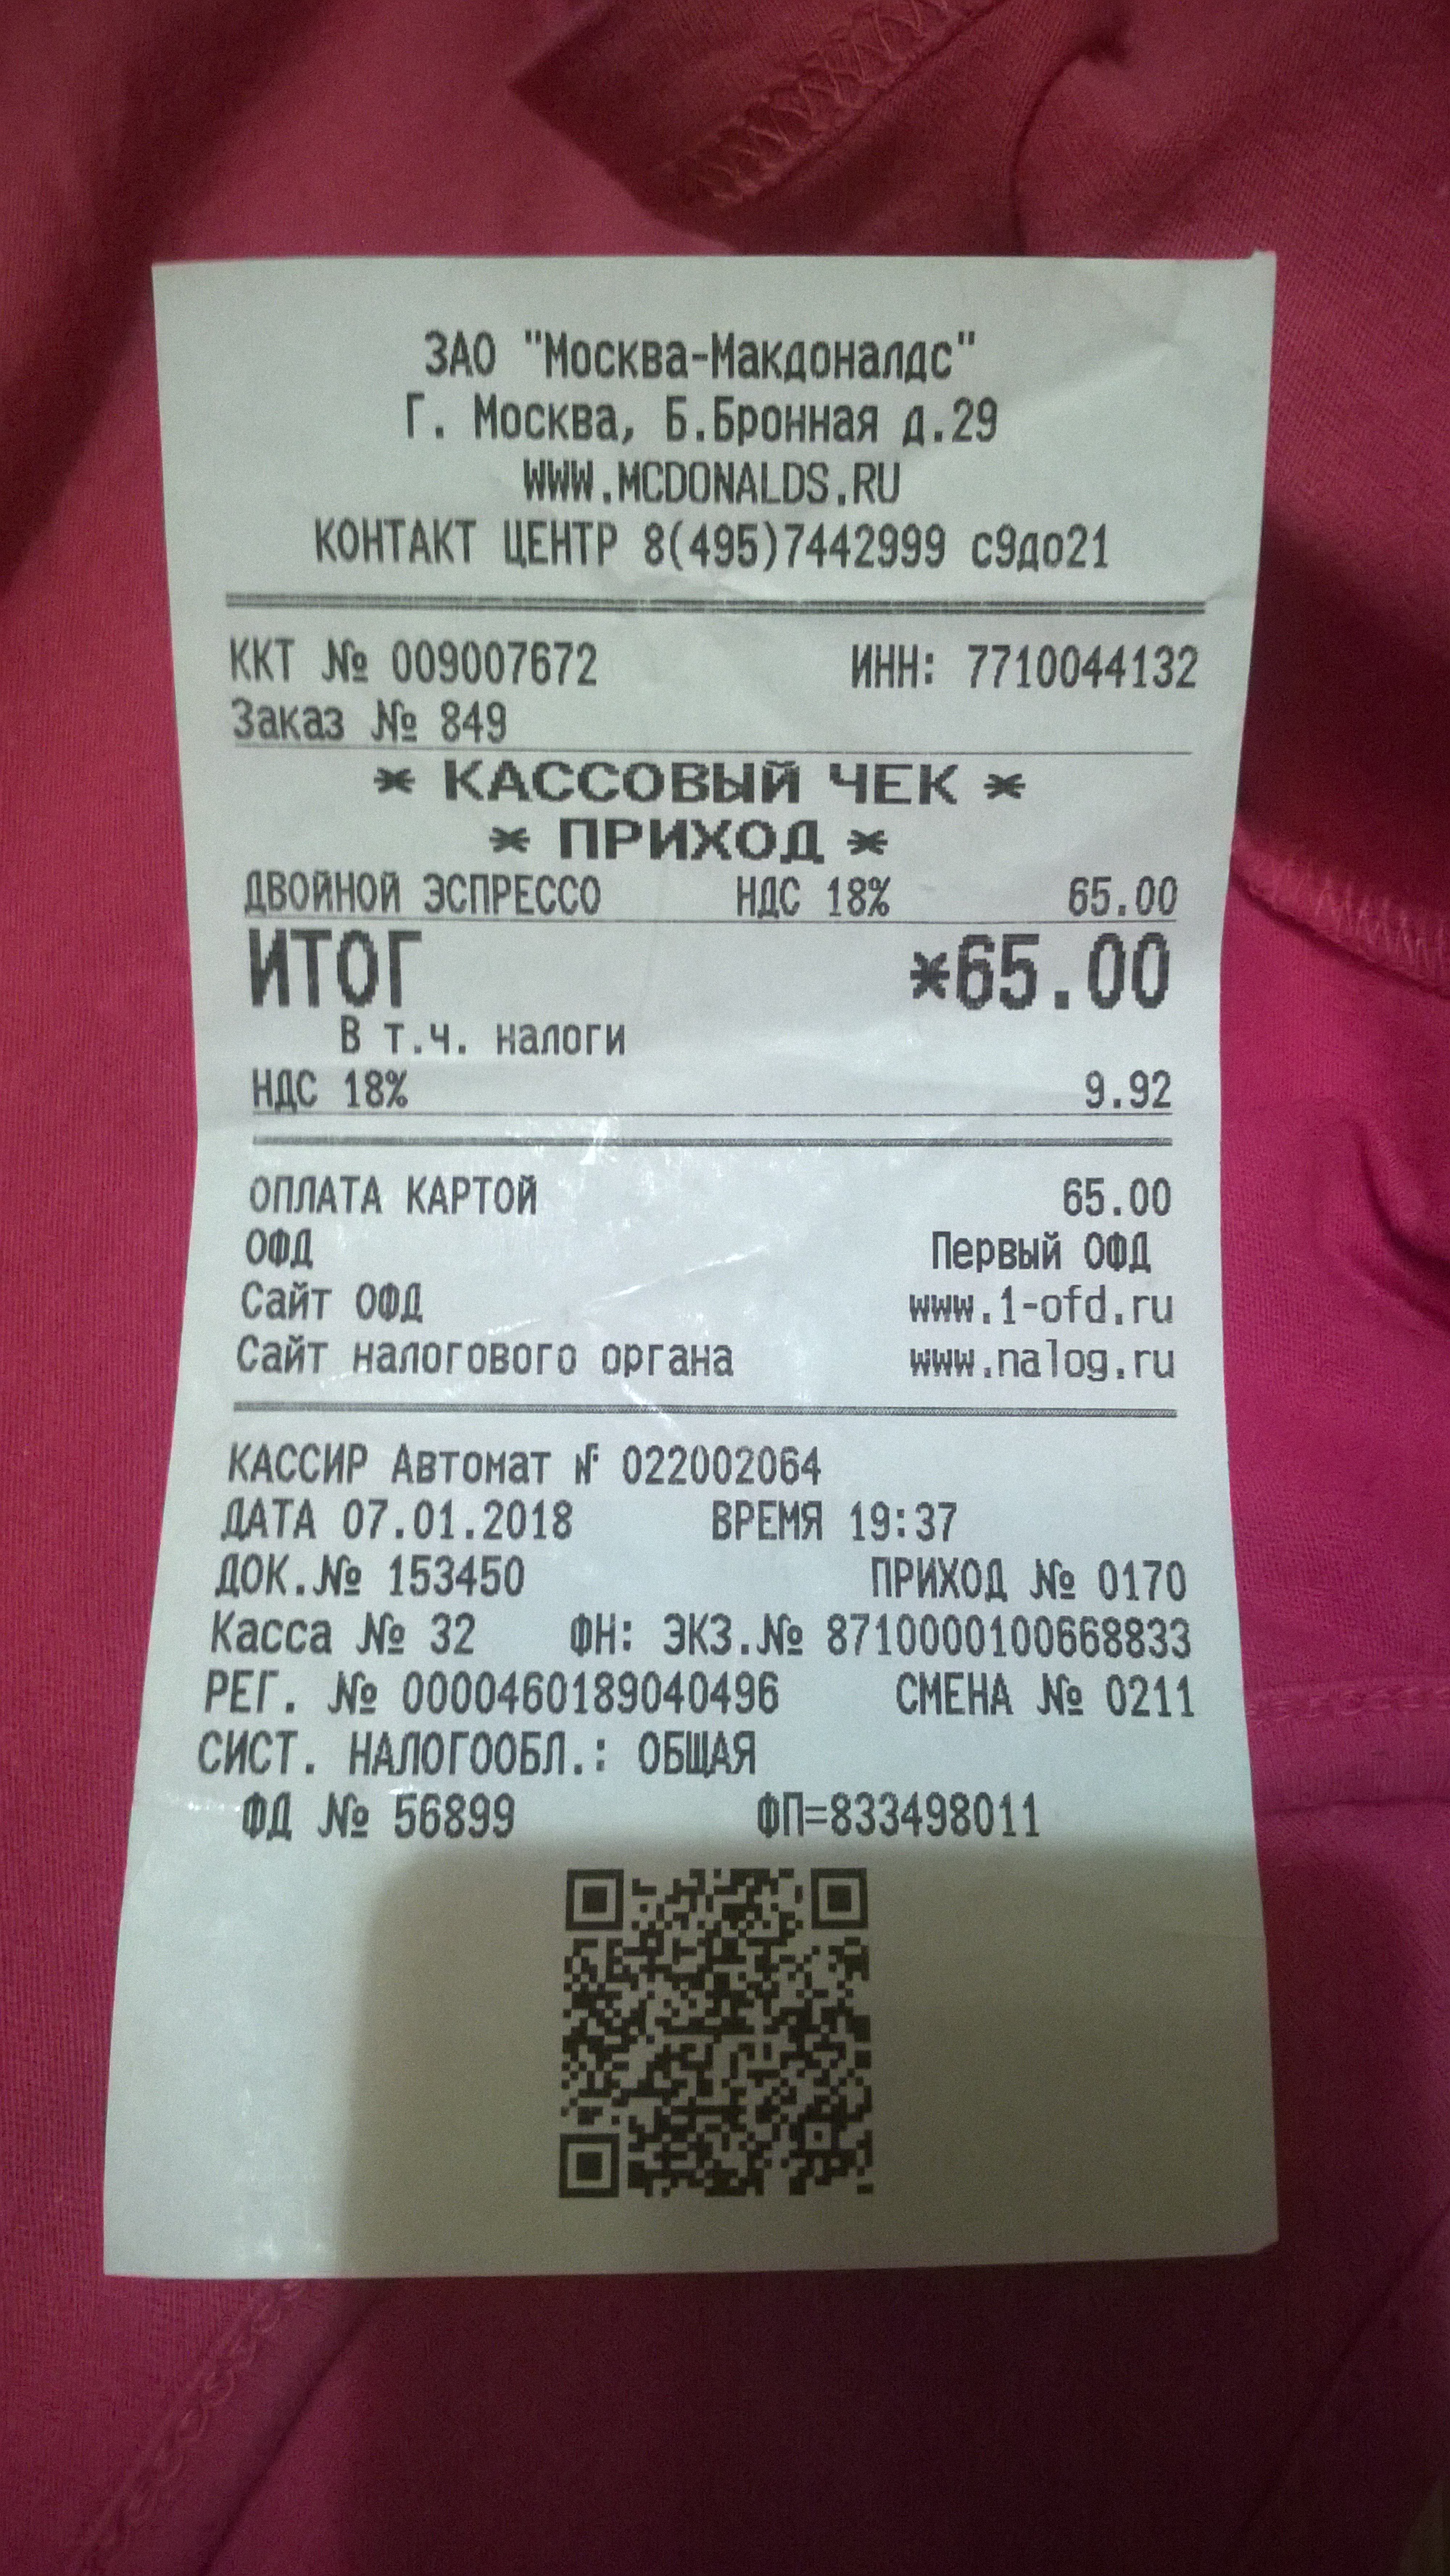 ЗАО "Москва-Макдоналдс"
Г. Москва, Б.Бронная д.29
WWW.MCDONALDS.RU
КОНТАКТ ЦЕНТР 8(495)7442999 с9до21
ККТ № 009007672 ИНН: 7710044132
Заказ № 849
* КАССОВЫЙ ЧЕК *
* ПРИХОД *
ДВОЙНОЙ ЭСПРЕССО НДС 18% 65.00
ИТОГ *65.00
В т.ч. налоги
НДС 18% 9.92
ОПЛАТА КАРТОЙ 65.00
ОФД Первый ОФД
Сайт ОФД www.1-ofd.ru
Сайт налогового органа www.nalog.ru
КАССИР Автомат № 022002064
ДАТА 07.01.2018 ВРЕМЯ 19:37
ДОК.№ 153450 ПРИХОД № 0170
Касса № 32 ФН: ЭКЗ.№ 8710000100668833
РЕГ. № 0000460189040496 СМЕНА № 0211
СИСТ. НАЛОГООБЛ.: ОБЩАЯ
ФД № 56899 ФП=833498011